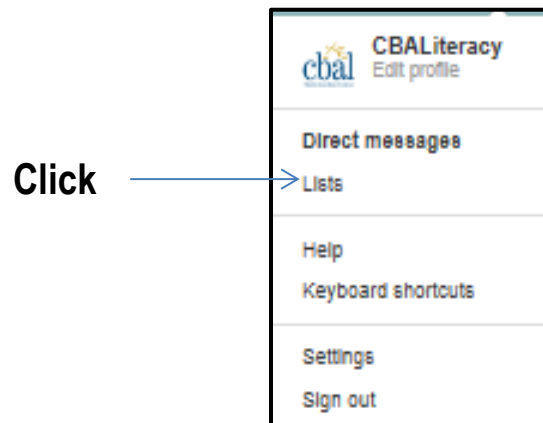 cbal
CBALiteracy
Edit profile
Direct messages
Click
Lists
Help
Keyboard shortcuts
Settings
Sign out